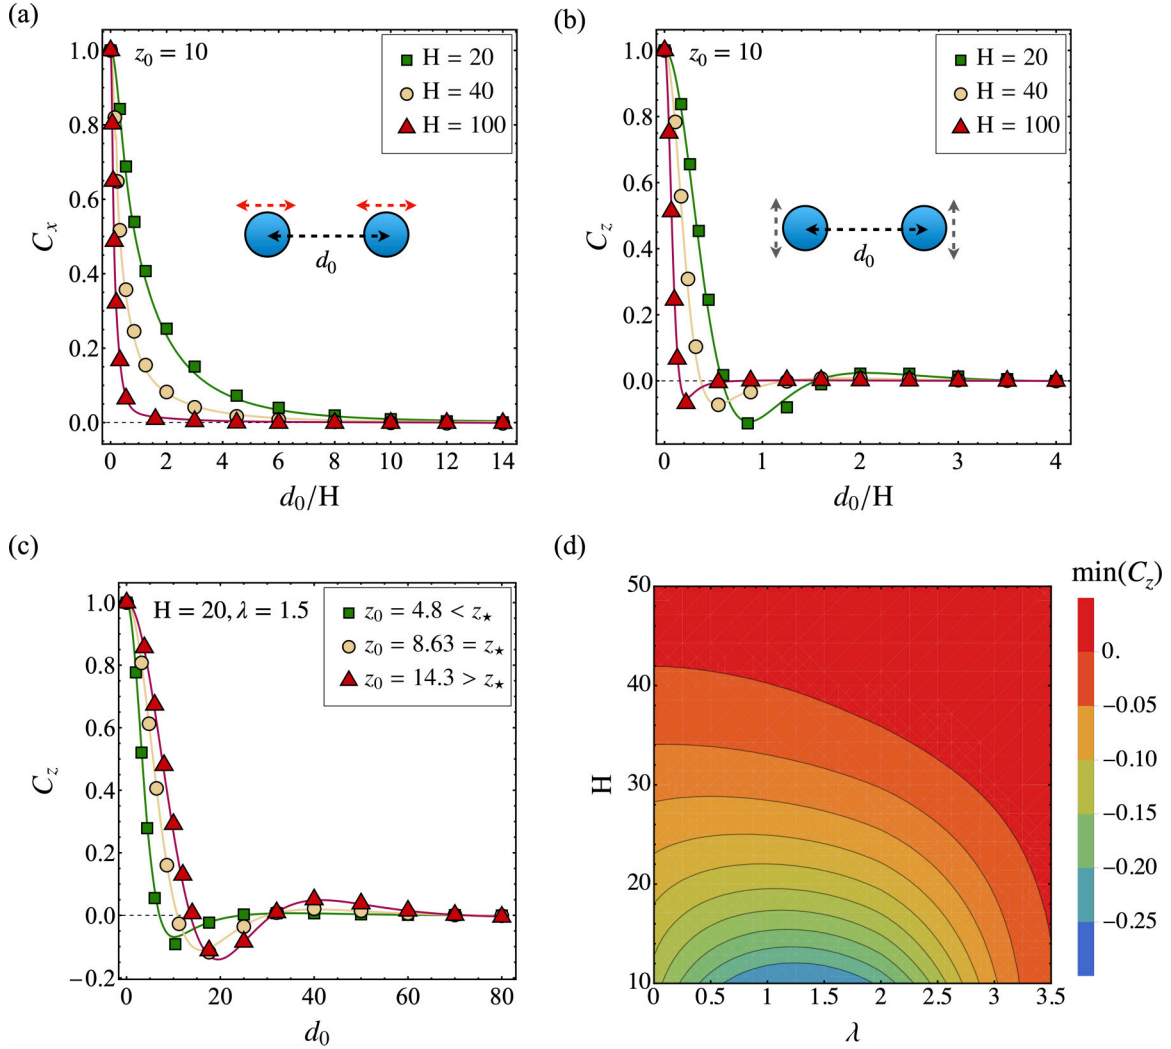 (a)
z₀ = 10
H = 20
H = 40
H = 100
1.0
0.8
0.6
0.4
0.2
0.0
Cₓ
d₀
0 2 4 6 8 10 12 14
d₀/H
(b)
z₀ = 10
H = 20
H = 40
H = 100
1.0
0.8
0.6
0.4
0.2
0.0
C_z
d₀
0 1 2 3 4
d₀/H
(c)
H = 20, λ = 1.5
z₀ = 4.8 < z⋆
z₀ = 8.63 = z⋆
z₀ = 14.3 > z⋆
1.0
0.8
0.6
0.4
0.2
0.0
−0.2
C_z
0 20 40 60 80
d₀
(d)
50
40
30
20
10
H
0 0.5 1 1.5 2 2.5 3 3.5
λ
min(C_z)
0.
−0.05
−0.10
−0.15
−0.20
−0.25